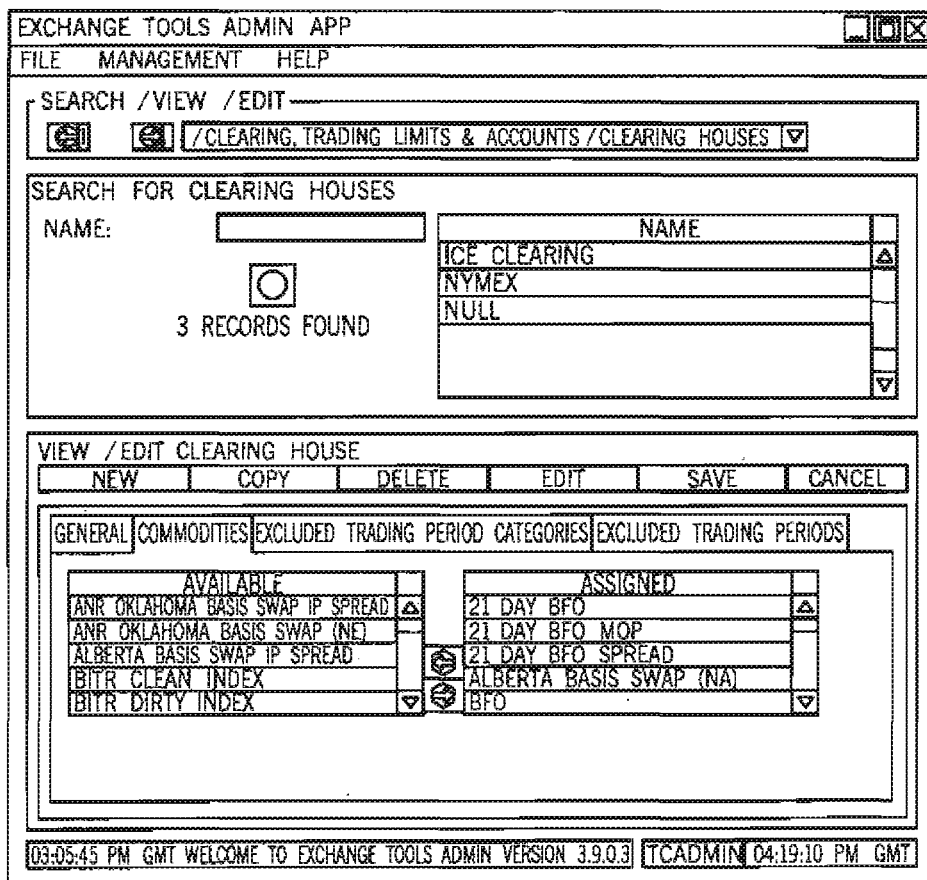 EXCHANGE TOOLS ADMIN APP
FILE MANAGEMENT HELP
SEARCH /VIEW /EDIT
/CLEARING, TRADING LIMITS & ACCOUNTS /CLEARING HOUSES
SEARCH FOR CLEARING HOUSES
NAME:
3 RECORDS FOUND
NAME
ICE CLEARING
NYMEX
NULL
VIEW /EDIT CLEARING HOUSE
NEW COPY DELETE EDIT SAVE CANCEL
GENERAL COMMODITIES EXCLUDED TRADING PERIOD CATEGORIES EXCLUDED TRADING PERIODS
AVAILABLE
ANR OKLAHOMA BASIS SWAP IP SPREAD
ANR OKLAHOMA BASIS SWAP (NE)
ALBERTA BASIS SWAP IP SPREAD
BITR CLEAN INDEX
BITR DIRTY INDEX
ASSIGNED
21 DAY BFO
21 DAY BFO MOP
21 DAY BFO SPREAD
ALBERTA BASIS SWAP (NA)
BFO
03:05:45 PM GMT WELCOME TO EXCHANGE TOOLS ADMIN VERSION 3.9.0.3 TCADMIN 04:19:10 PM GMT